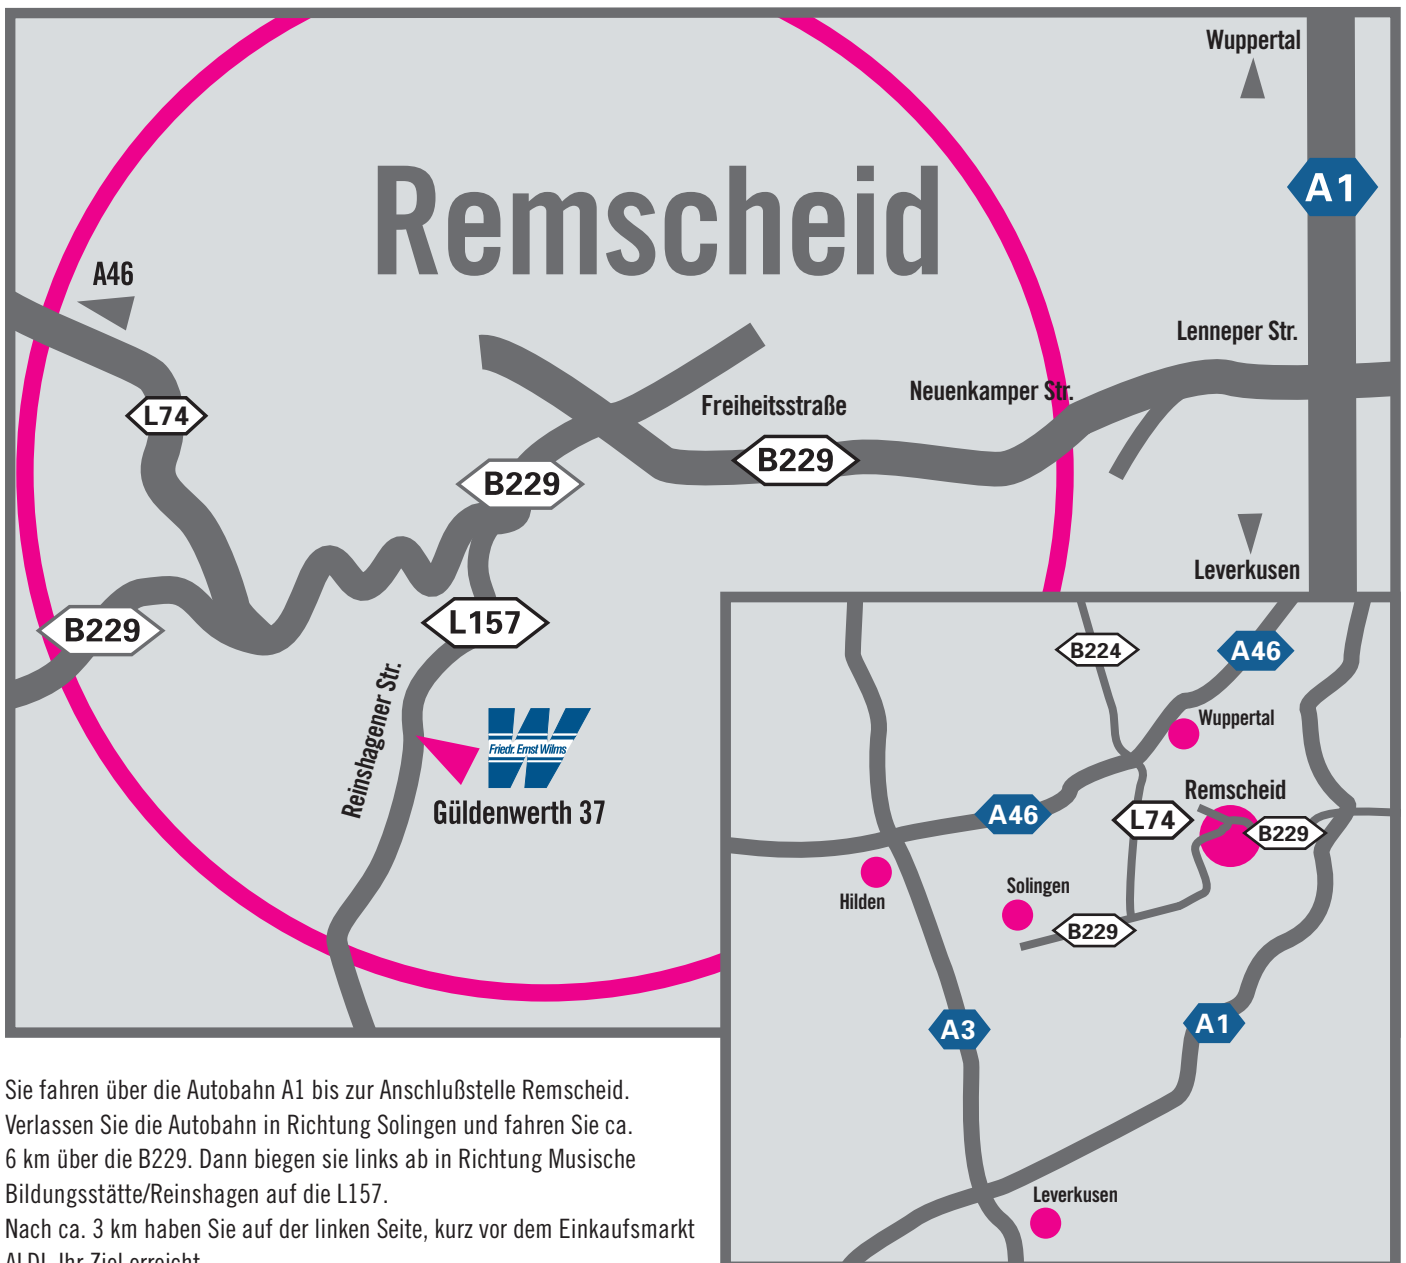 Wuppertal
A1
Remscheid
A46
Lenneper Str.
Neuenkamper Str.
Freiheitsstraße
L74
B229
B229
Leverkusen
B229
L157
Reinshagener Str.
Friedr. Ernst Wilms
Güldenwerth 37
B224
A46
Wuppertal
Remscheid
A46
L74
B229
Hilden
Solingen
B229
A3
A1
Leverkusen
Sie fahren über die Autobahn A1 bis zur Anschlußstelle Remscheid.
Verlassen Sie die Autobahn in Richtung Solingen und fahren Sie ca.
6 km über die B229. Dann biegen sie links ab in Richtung Musische
Bildungsstätte/Reinshagen auf die L157.
Nach ca. 3 km haben Sie auf der linken Seite, kurz vor dem Einkaufsmarkt
ALDI, Ihr Ziel erreicht.